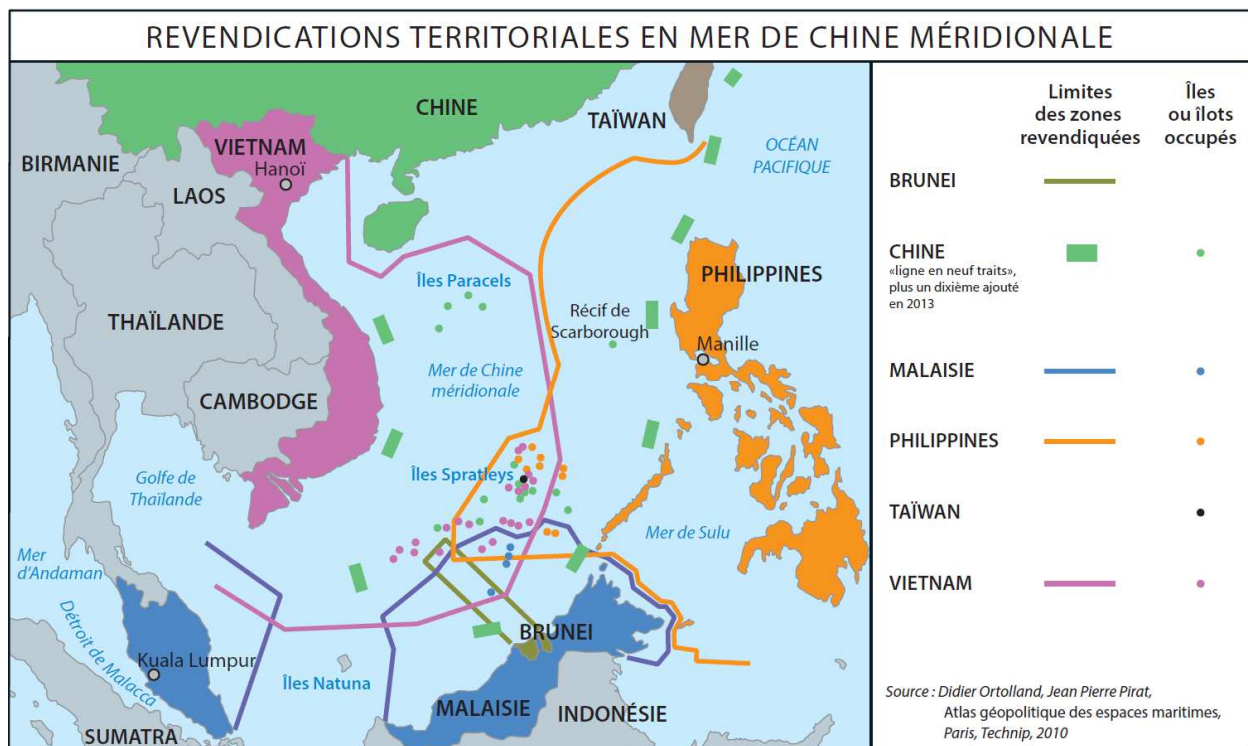 REVENDICATIONS TERRITORIALES EN MER DE CHINE MÉRIDIONALE
CHINE
TAÏWAN
OCÉAN
PACIFIQUE
BIRMANIE
VIETNAM
Hanoï
LAOS
Îles Paracels
PHILIPPINES
Récif de
Scarborough
THAÏLANDE
Manille
Mer de Chine
méridionale
CAMBODGE
Îles Spratleys
Golfe de
Thaïlande
Mer de Sulu
Mer
d'Andaman
Détroit de Malacca
BRUNEI
Kuala Lumpur
Îles Natuna
MALAISIE
INDONÉSIE
SUMATRA
Limites
des zones
revendiquées
Îles
ou îlots
occupés
BRUNEI
CHINE
«ligne en neuf traits»,
plus un dixième ajouté
en 2013
MALAISIE
PHILIPPINES
TAÏWAN
VIETNAM
Source : Didier Ortolland, Jean Pierre Pirat,
Atlas géopolitique des espaces maritimes,
Paris, Technip, 2010